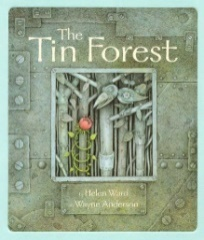 The
Tin Forest
Helen Ward
Wayne Anderson